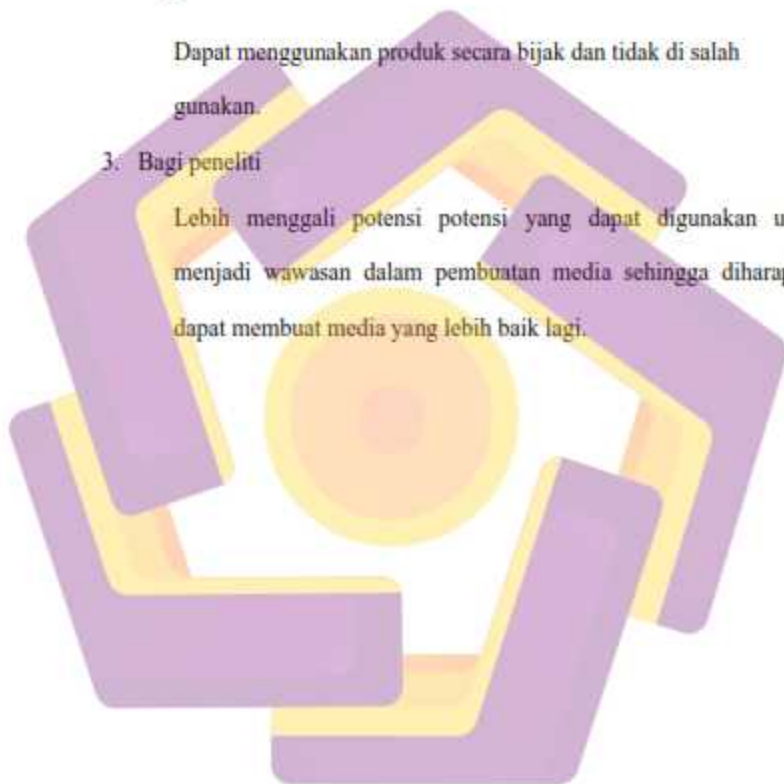 Dapat menggunakan produk secara bijak dan tidak di salah
gunakan.
3. Bagi peneliti
Lebih menggali potensi potensi yang dapat digunakan
menjadi wawasan dalam pembuatan media sehingga
dapat membuat media yang lebih baik lagi.